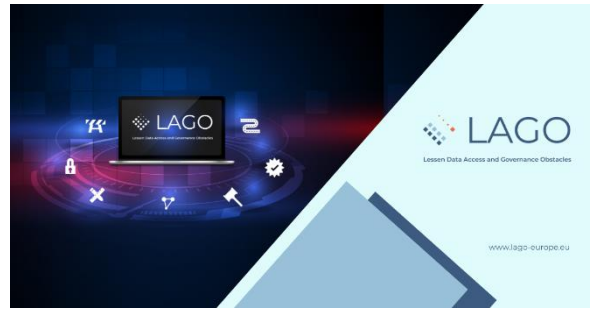 LAGO
Lessen Data Access and Governance Obstacles
LAGO
Lessen Data Access and Governance Obstacles
www.lago-europe.eu